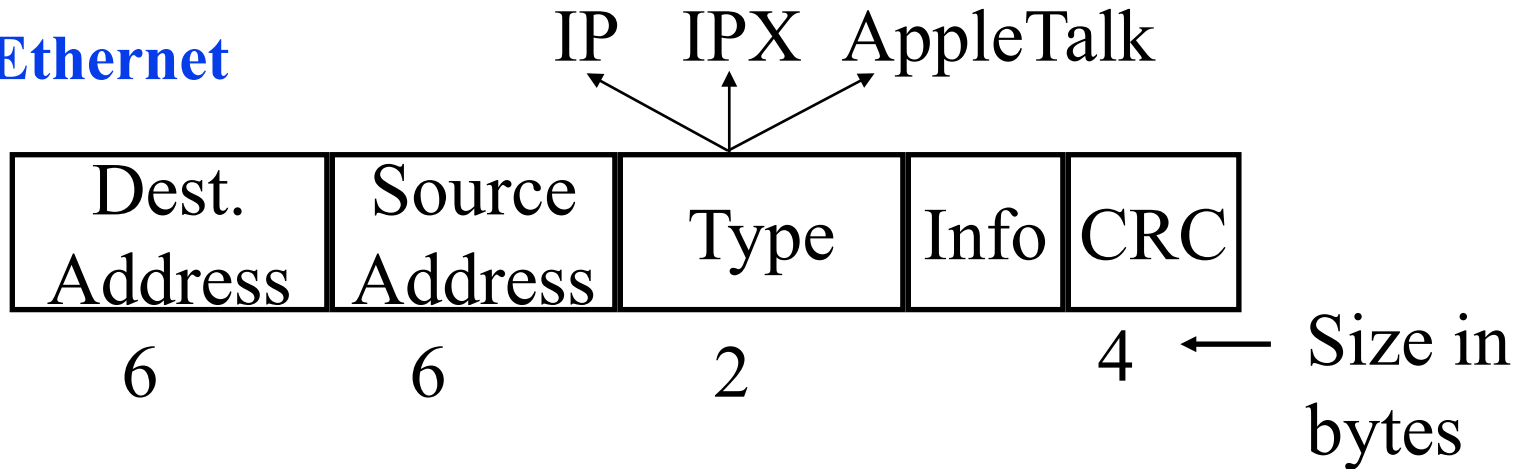 Ethernet
IP IPX AppleTalk
Dest. Address
Source Address
Type
Info
CRC
6 6 2 4
Size in
bytes